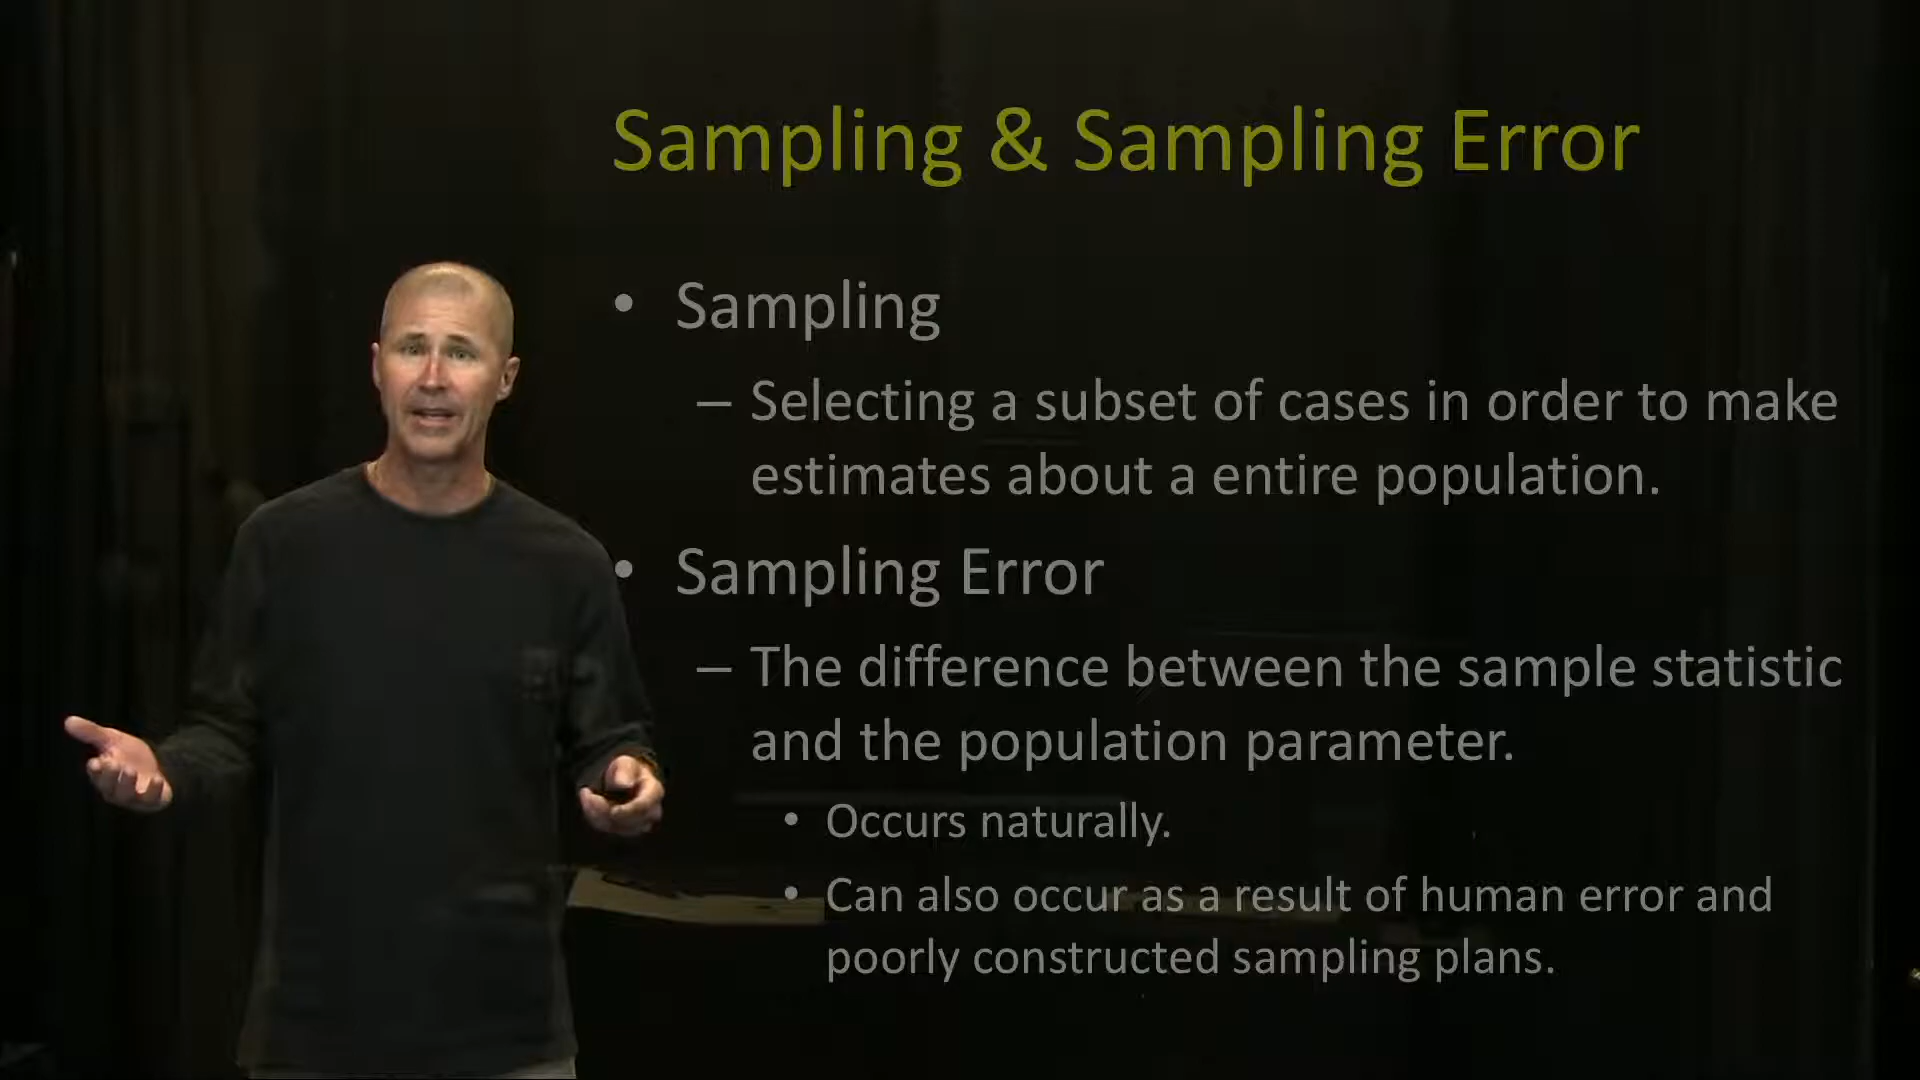 Sampling & Sampling Error
• Sampling
– Selecting a subset of cases in order to make
estimates about a entire population.
• Sampling Error
– The difference between the sample statistic
and the population parameter.
• Occurs naturally.
• Can also occur as a result of human error and
poorly constructed sampling plans.